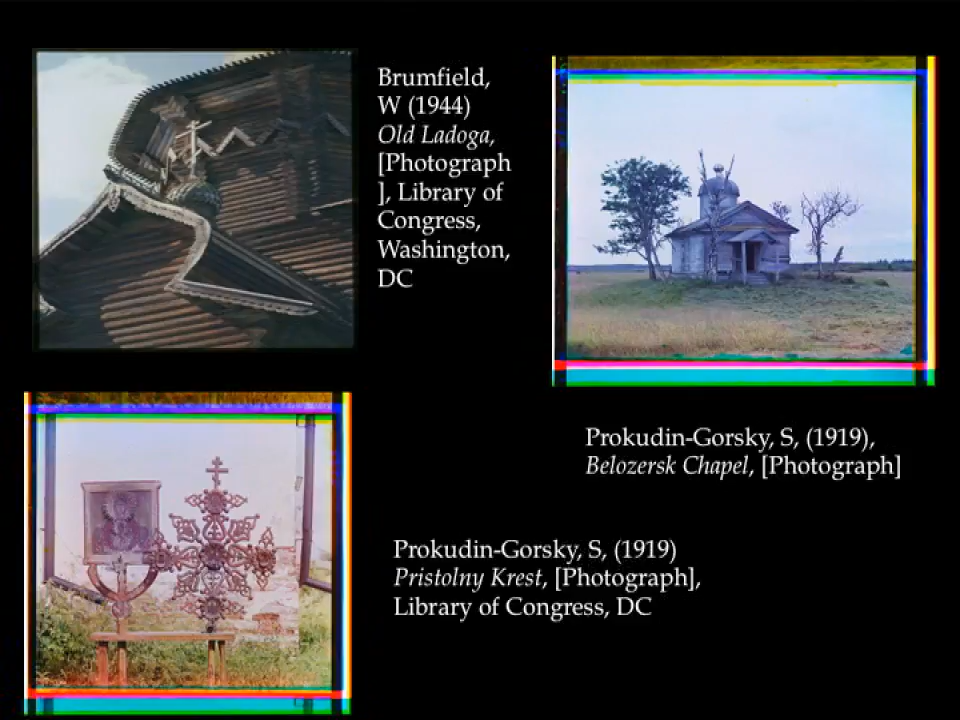 Brumfield,
W (1944)
Old Ladoga,
[Photograph
], Library of
Congress,
Washington,
DC
Prokudin-Gorsky, S, (1919),
Belozersk Chapel, [Photograph]
Prokudin-Gorsky, S, (1919)
Pristolny Krest, [Photograph],
Library of Congress, DC